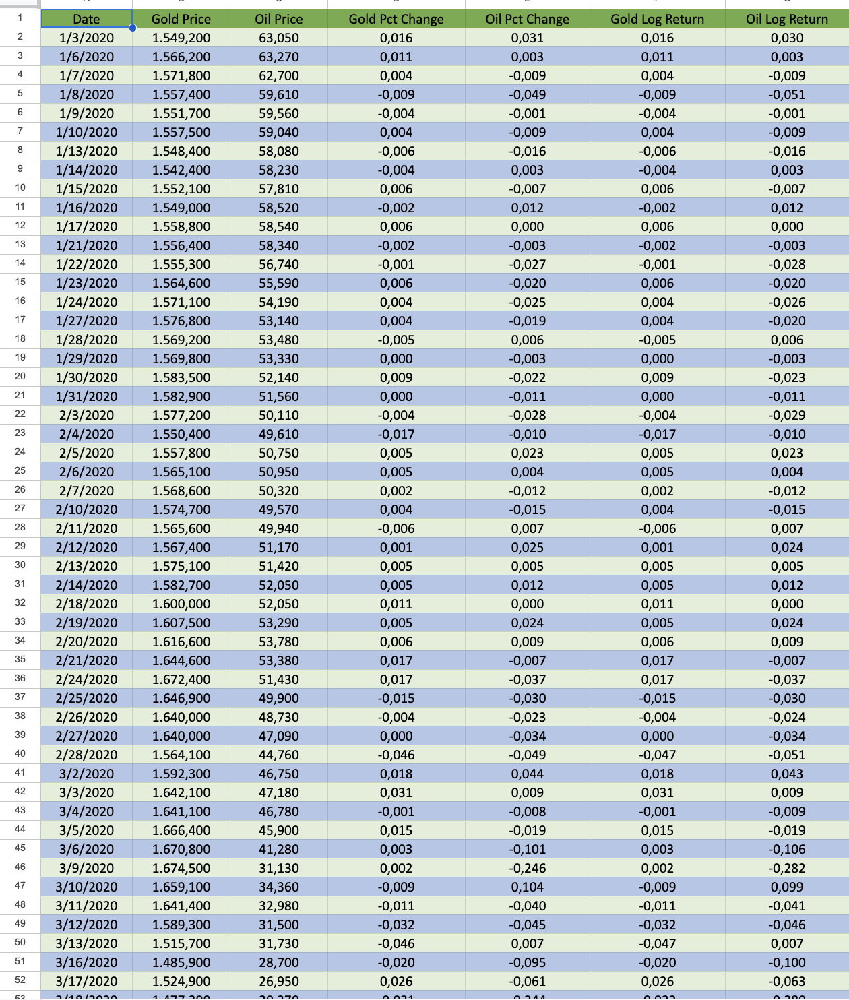 1 Date Gold Price Oil Price Gold Pct Change Oil Pct Change Gold Log Return Oil Log Return
2 1/3/2020 1.549,200 63,050 0,016 0,031 0,016 0,030
3 1/6/2020 1.566,200 63,270 0,011 0,003 0,011 0,003
4 1/7/2020 1.571,800 62,700 0,004 -0,009 0,004 -0,009
5 1/8/2020 1.557,400 59,610 -0,009 -0,049 -0,009 -0,051
6 1/9/2020 1.551,700 59,560 -0,004 -0,001 -0,004 -0,001
7 1/10/2020 1.557,500 59,040 0,004 -0,009 0,004 -0,009
8 1/13/2020 1.548,400 58,080 -0,006 -0,016 -0,006 -0,016
9 1/14/2020 1.542,400 58,230 -0,004 0,003 -0,004 0,003
10 1/15/2020 1.552,100 57,810 0,006 -0,007 0,006 -0,007
11 1/16/2020 1.549,000 58,520 -0,002 0,012 -0,002 0,012
12 1/17/2020 1.558,800 58,540 0,006 0,000 0,006 0,000
13 1/21/2020 1.556,400 58,340 -0,002 -0,003 -0,002 -0,003
14 1/22/2020 1.555,300 56,740 -0,001 -0,027 -0,001 -0,028
15 1/23/2020 1.564,600 55,590 0,006 -0,020 0,006 -0,020
16 1/24/2020 1.571,100 54,190 0,004 -0,025 0,004 -0,026
17 1/27/2020 1.576,800 53,140 0,004 -0,019 0,004 -0,020
18 1/28/2020 1.569,200 53,480 -0,005 0,006 -0,005 0,006
19 1/29/2020 1.569,800 53,330 0,000 -0,003 0,000 -0,003
20 1/30/2020 1.583,500 52,140 0,009 -0,022 0,009 -0,023
21 1/31/2020 1.582,900 51,560 0,000 -0,011 0,000 -0,011
22 2/3/2020 1.577,200 50,110 -0,004 -0,028 -0,004 -0,029
23 2/4/2020 1.550,400 49,610 -0,017 -0,010 -0,017 -0,010
24 2/5/2020 1.557,800 50,750 0,005 0,023 0,005 0,023
25 2/6/2020 1.565,100 50,950 0,005 0,004 0,005 0,004
26 2/7/2020 1.568,600 50,320 0,002 -0,012 0,002 -0,012
27 2/10/2020 1.574,700 49,570 0,004 -0,015 0,004 -0,015
28 2/11/2020 1.565,600 49,940 -0,006 0,007 -0,006 0,007
29 2/12/2020 1.567,400 51,170 0,001 0,025 0,001 0,024
30 2/13/2020 1.575,100 51,420 0,005 0,005 0,005 0,005
31 2/14/2020 1.582,700 52,050 0,005 0,012 0,005 0,012
32 2/18/2020 1.600,000 52,050 0,011 0,000 0,011 0,000
33 2/19/2020 1.607,500 53,290 0,005 0,024 0,005 0,024
34 2/20/2020 1.616,600 53,780 0,006 0,009 0,006 0,009
35 2/21/2020 1.644,600 53,380 0,017 -0,007 0,017 -0,007
36 2/24/2020 1.672,400 51,430 0,017 -0,037 0,017 -0,037
37 2/25/2020 1.646,900 49,900 -0,015 -0,030 -0,015 -0,030
38 2/26/2020 1.640,000 48,730 -0,004 -0,023 -0,004 -0,024
39 2/27/2020 1.640,000 47,090 0,000 -0,034 0,000 -0,034
40 2/28/2020 1.564,100 44,760 -0,046 -0,049 -0,047 -0,051
41 3/2/2020 1.592,300 46,750 0,018 0,044 0,018 0,043
42 3/3/2020 1.642,100 47,180 0,031 0,009 0,031 0,009
43 3/4/2020 1.641,100 46,780 -0,001 -0,008 -0,001 -0,009
44 3/5/2020 1.666,400 45,900 0,015 -0,019 0,015 -0,019
45 3/6/2020 1.670,800 41,280 0,003 -0,101 0,003 -0,106
46 3/9/2020 1.674,500 31,130 0,002 -0,246 0,002 -0,282
47 3/10/2020 1.659,100 34,360 -0,009 0,104 -0,009 0,099
48 3/11/2020 1.641,400 32,980 -0,011 -0,040 -0,011 -0,041
49 3/12/2020 1.589,300 31,500 -0,032 -0,045 -0,032 -0,046
50 3/13/2020 1.515,700 31,730 -0,046 0,007 -0,047 0,007
51 3/16/2020 1.485,900 28,700 -0,020 -0,095 -0,020 -0,100
52 3/17/2020 1.524,900 26,950 0,026 -0,061 0,026 -0,063